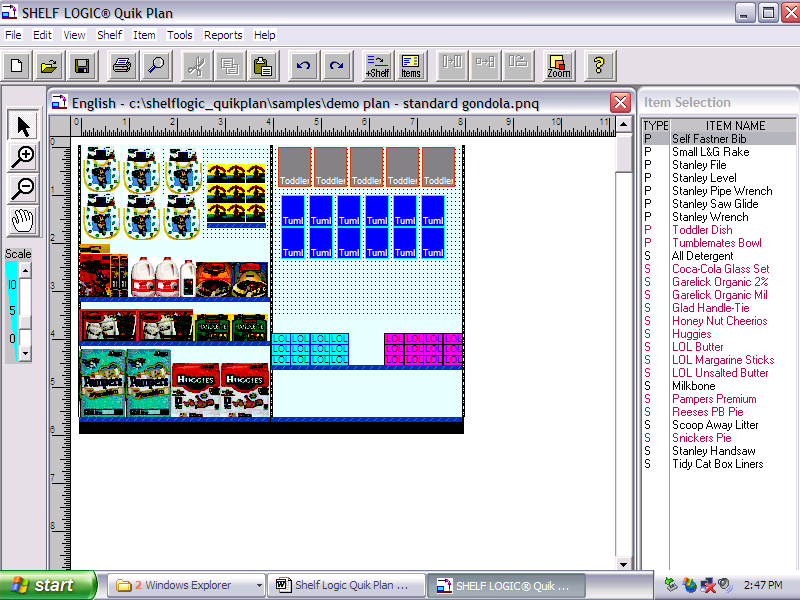 SHELF LOGIC® Quik Plan
File Edit View Shelf Item Tools Reports Help
+Shelf Items Zoom ?
English - c:\shelflogic_quikplan\samples\demo plan - standard gondola.pnq
Item Selection
0 1 2 3 4 5 6 7 8 9 10 11
TYPE ITEM NAME
P Self Fastner Bib
P Small L&G Rake
P Stanley File
P Stanley Level
P Stanley Pipe Wrench
P Stanley Saw Glide
P Stanley Wrench
P Toddler Dish
P Tumblemates Bowl
S All Detergent
S Coca-Cola Glass Set
S Garelick Organic 2%
S Garelick Organic Mil
S Glad Handle-Tie
S Honey Nut Cheerios
S Huggies
S LOL Butter
S LOL Margarine Sticks
S LOL Unsalted Butter
S Milkbone
S Pampers Premium
S Reeses PB Pie
S Scoop Away Litter
S Snickers Pie
S Stanley Handsaw
S Tidy Cat Box Liners
Scale
10
5
0
0
1
2
3
4
5
6
7
8
Toddler Toddler Toddler Toddler Toddler
Tuml Tuml Tuml Tuml Tuml Tuml
Tuml Tuml Tuml Tuml Tuml Tuml
HANDLE-TIE HANDLE-TIE
LOL LOL LOL LOL LOL LOL LOL LOL
LOL LOL LOL LOL LOL LOL LOL LOL
LOL LOL LOL LOL LOL LOL LOL LOL
Pampers Pampers HUGGIES HUGGIES
start 2 Windows Explorer Shelf Logic Quik Plan ... SHELF LOGIC® Quik ... 2:47 PM